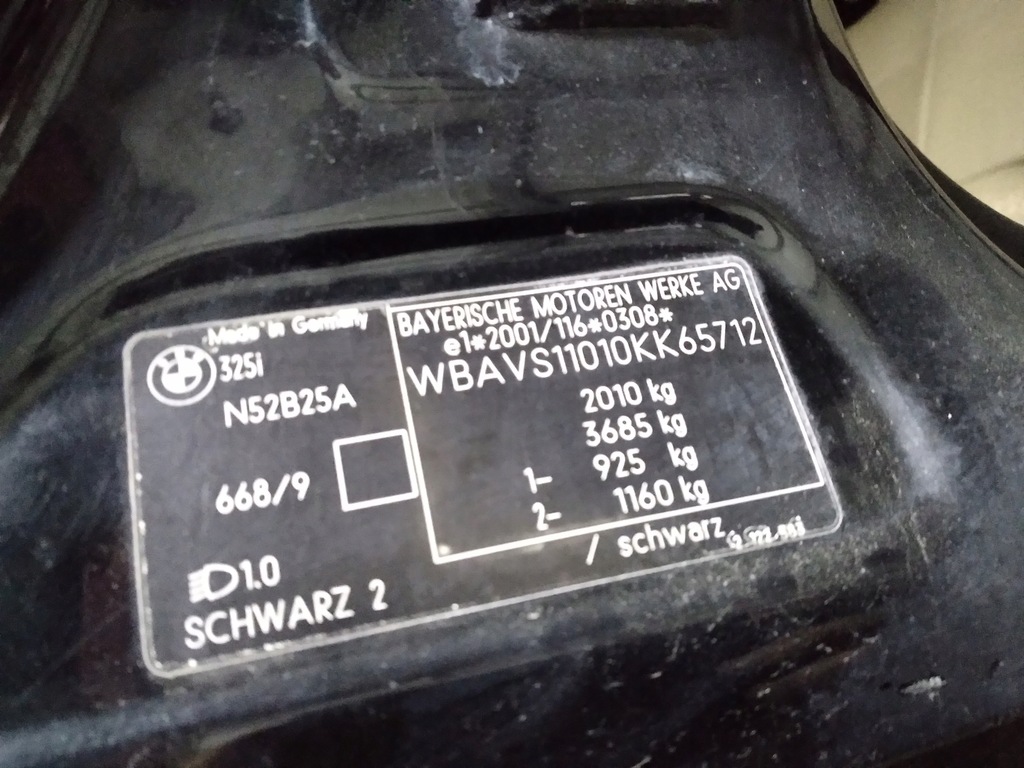 Made in Germany
325i
N52B25A
668/9
1.0
SCHWARZ 2
BAYERISCHE MOTOREN WERKE AG
e1*2001/116*0308*
WBAVS11010KK65712
2010 kg
3685 kg
1- 925 kg
2- 1160 kg
/ schwarz